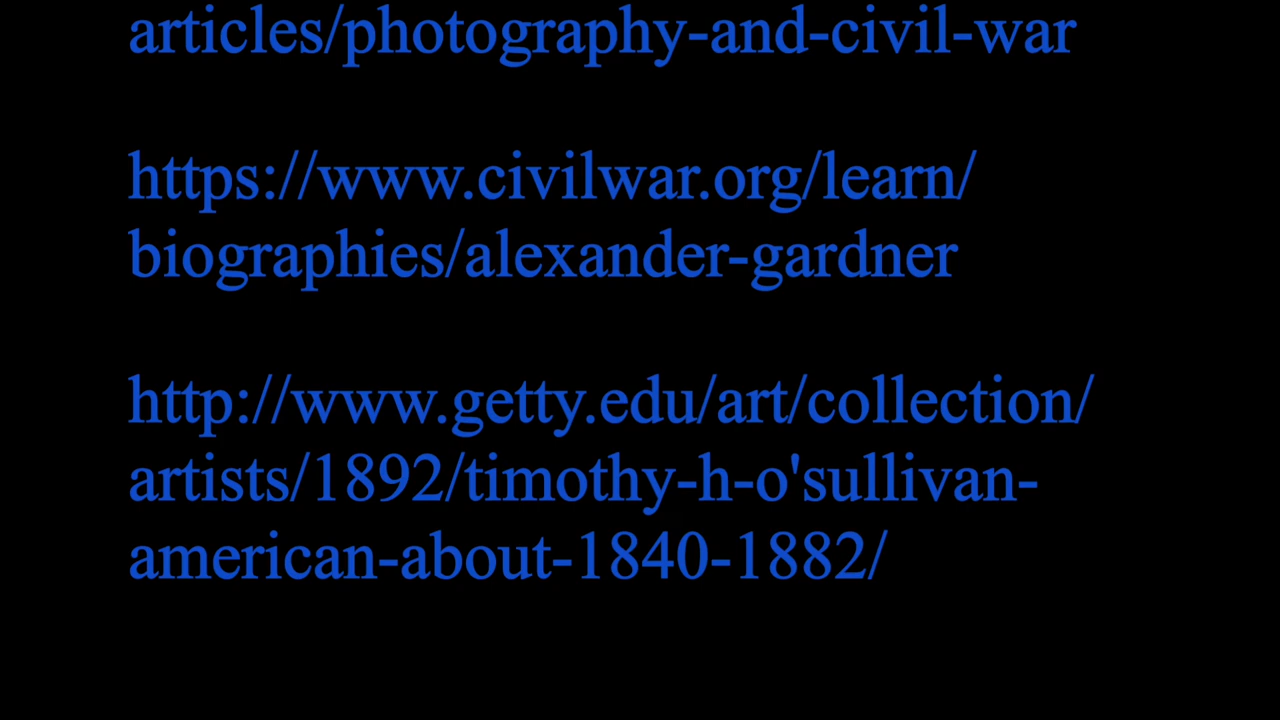 articles/photography-and-civil-war
https://www.civilwar.org/learn/
biographies/alexander-gardner
http://www.getty.edu/art/collection/
artists/1892/timothy-h-o'sullivan-
american-about-1840-1882/